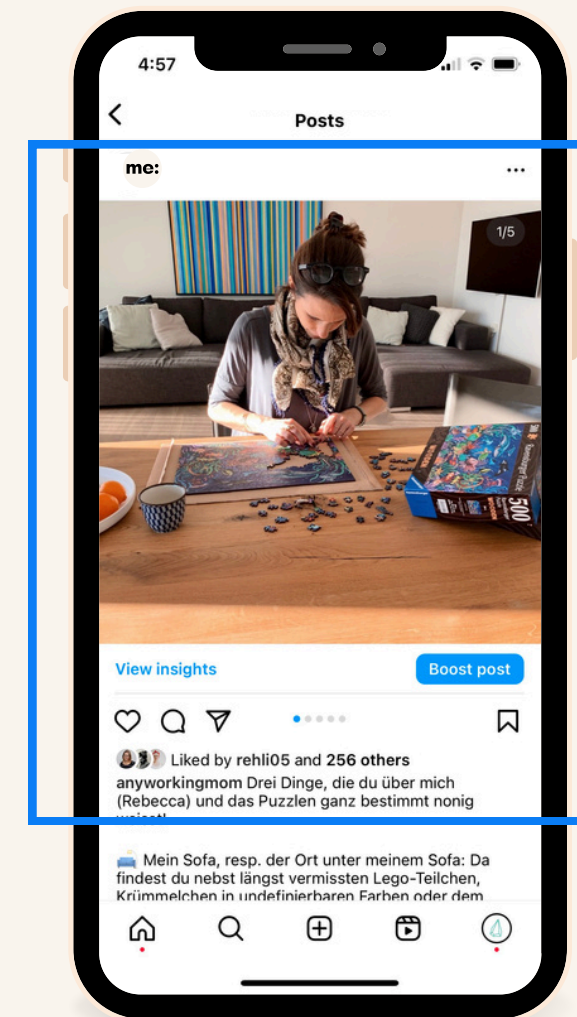 4:57
Posts
me:
1/5
Ravensburger Puzzle
500
View insights
Boost post
Liked by rehli05 and 256 others
anyworkingmom Drei Dinge, die du über mich
(Rebecca) und das Puzzlen ganz bestimmt nonig
🛋️ Mein Sofa, resp. der Ort unter meinem Sofa: Da
findest du nebst längst vermissten Lego-Teilchen,
Krümmelchen in undefinierbaren Farben oder dem